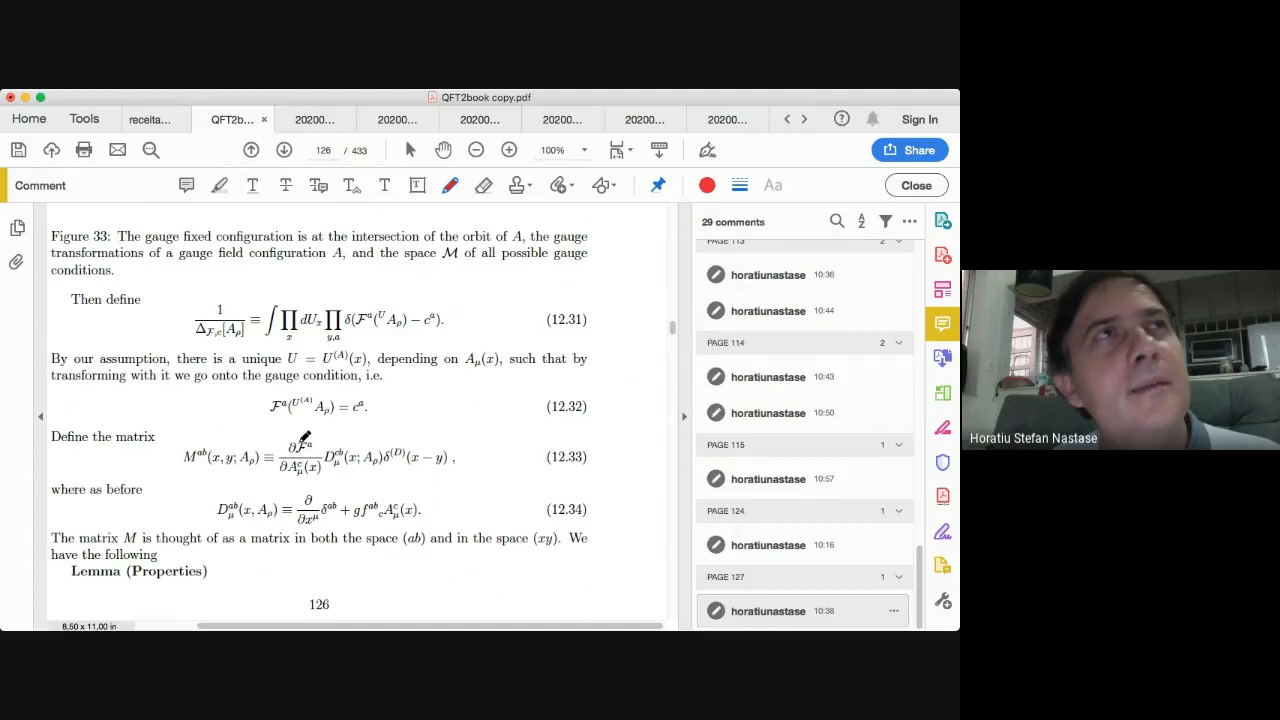 QFT2book copy.pdf
Home Tools receita... QFT2b... × 20200... 20200... 20200... 20200... 20200... 20200... Sign In
126 / 433 100% Share
Comment Aa Close
29 comments
Figure 33: The gauge fixed configuration is at the intersection of the orbit of A, the gauge
transformations of a gauge field configuration A, and the space ℳ of all possible gauge
conditions.
Then define
1/Δ_{ℱ,c}[A_ρ] ≡ ∫ ∏_x dU_x ∏_{y,a} δ(ℱ^a(^U A_ρ) − c^a). (12.31)
By our assumption, there is a unique U = U^{(A)}(x), depending on A_μ(x), such that by
transforming with it we go onto the gauge condition, i.e.
ℱ^a(^{U^{(A)}} A_ρ) = c^a. (12.32)
Define the matrix
M^{ab}(x, y; A_ρ) ≡ ∂ℱ^a/∂A^c_μ(x) D^{cb}_μ(x; A_ρ)δ^{(D)}(x − y) , (12.33)
where as before
D^{ab}_μ(x, A_ρ) ≡ ∂/∂x^μ δ^{ab} + gf^{ab}_c A^c_μ(x). (12.34)
The matrix M is thought of as a matrix in both the space (ab) and in the space (xy). We
have the following
Lemma (Properties)
126
8,50 x 11,00 in
PAGE 113 2
horatiunastase 10:36
horatiunastase 10:44
PAGE 114 2
horatiunastase 10:43
horatiunastase 10:50
PAGE 115 1
horatiunastase 10:57
PAGE 124 1
horatiunastase 10:16
PAGE 127 1
horatiunastase 10:38 ...
Horatiu Stefan Nastase